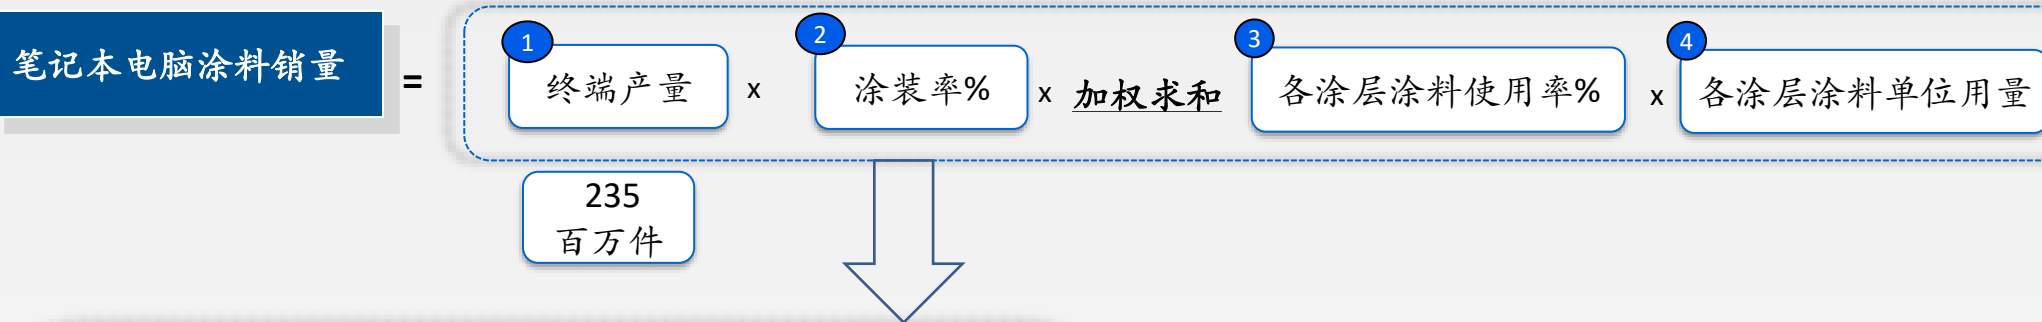 1 2 3 4
笔记本电脑涂料销量 = 终端产量 x 涂装率% x 加权求和 各涂层涂料使用率% x 各涂层涂料单位用量
235
百万件